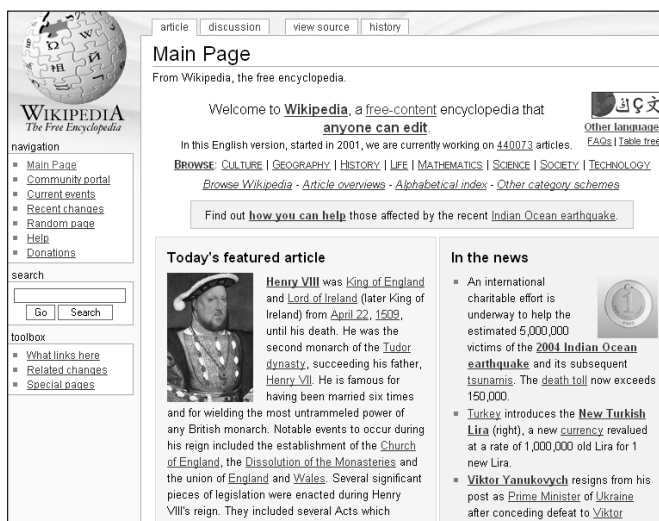 article discussion view source history
Main Page
From Wikipedia, the free encyclopedia.
WIKIPEDIA
The Free Encyclopedia
navigation
Main Page
Community portal
Current events
Recent changes
Random page
Help
Donations
search
Go Search
toolbox
What links here
Related changes
Special pages
Welcome to Wikipedia, a free-content encyclopedia that
anyone can edit.
In this English version, started in 2001, we are currently working on 440073 articles.
Other language
FAQs | Table free
BROWSE: CULTURE | GEOGRAPHY | HISTORY | LIFE | MATHEMATICS | SCIENCE | SOCIETY | TECHNOLOGY
Browse Wikipedia - Article overviews - Alphabetical index - Other category schemes
Find out how you can help those affected by the recent Indian Ocean earthquake.
Today's featured article
Henry VIII was King of England
and Lord of Ireland (later King of
Ireland) from April 22, 1509,
until his death. He was the
second monarch of the Tudor
dynasty, succeeding his father,
Henry VII. He is famous for
having been married six times
and for wielding the most untrammeled power of
any British monarch. Notable events to occur during
his reign included the establishment of the Church
of England, the Dissolution of the Monasteries and
the union of England and Wales. Several significant
pieces of legislation were enacted during Henry
VIII's reign. They included several Acts which
In the news
An international
charitable effort is
underway to help the
estimated 5,000,000
victims of the 2004 Indian Ocean
earthquake and its subsequent
tsunamis. The death toll now exceeds
150,000.
Turkey introduces the New Turkish
Lira (right), a new currency revalued
at a rate of 1,000,000 old Lira for 1
new Lira.
Viktor Yanukovych resigns from his
post as Prime Minister of Ukraine
after conceding defeat to Viktor